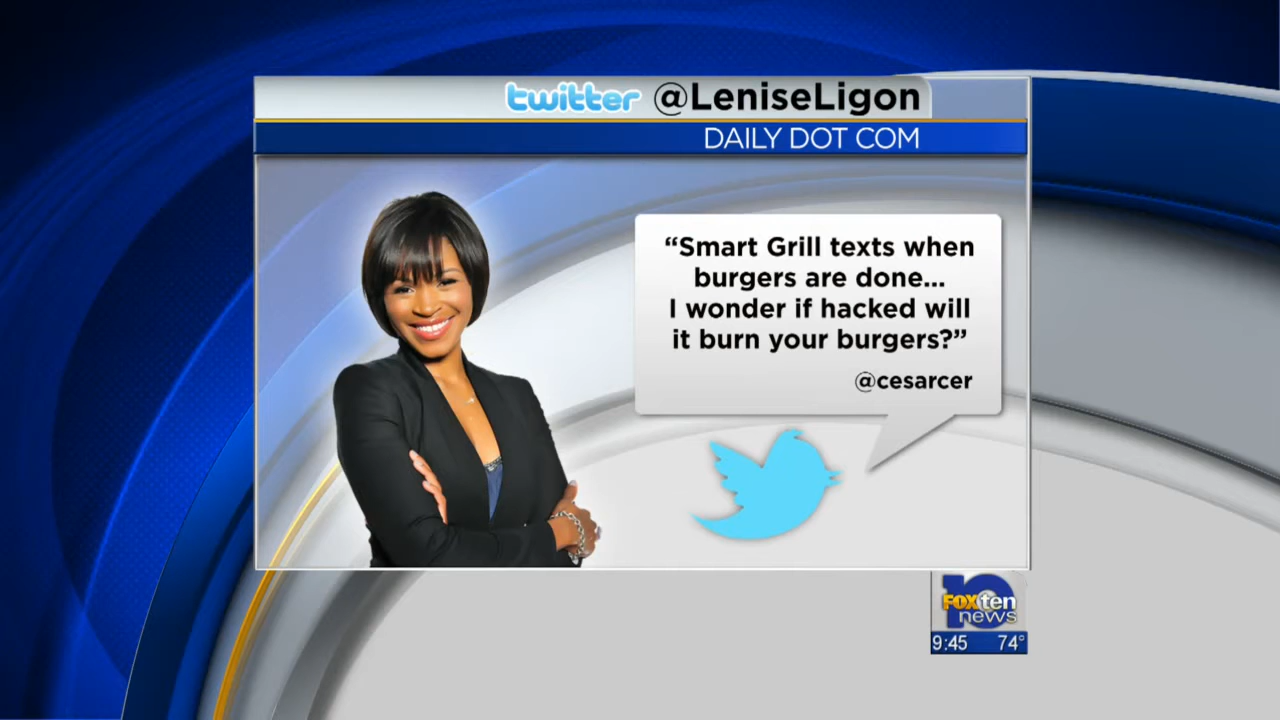 twitter @LeniseLigon
DAILY DOT COM
“Smart Grill texts when
burgers are done...
I wonder if hacked will
it burn your burgers?”
@cesarcer
10
FOX ten
news
9:45 74°